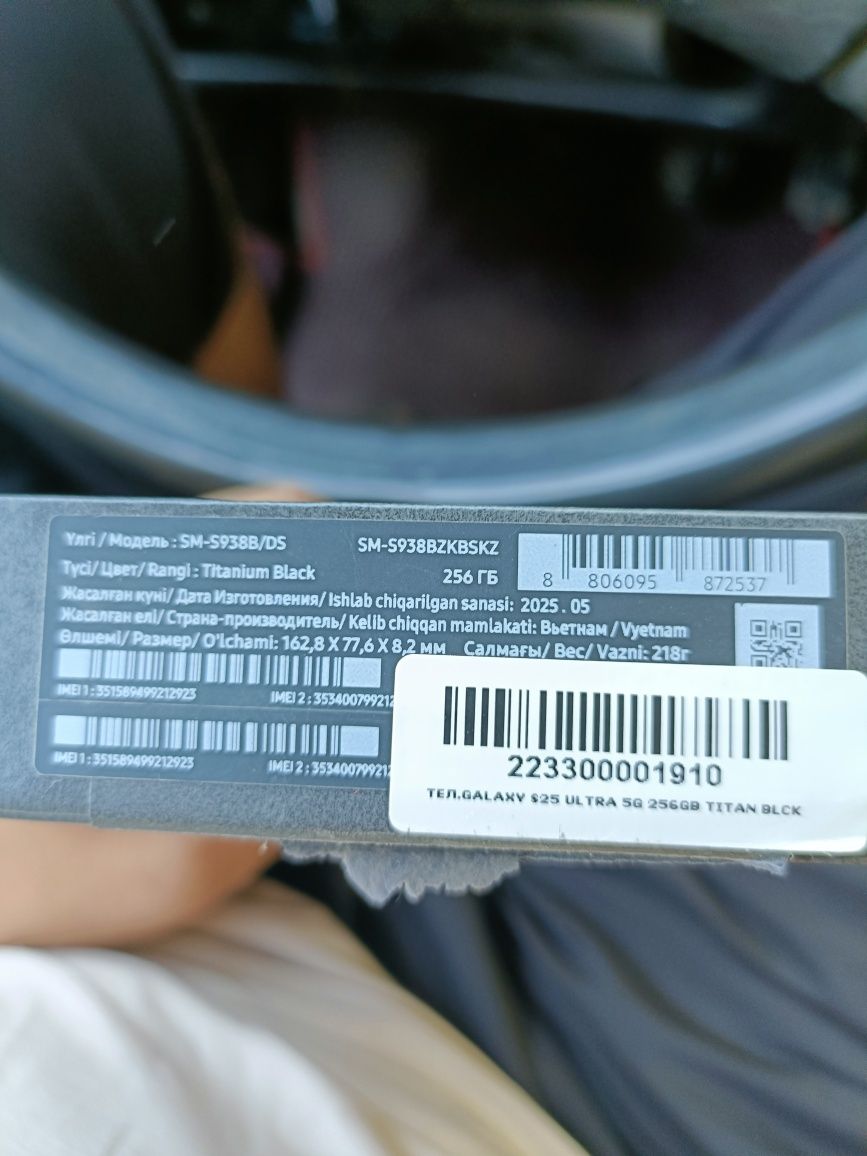 Үлгі / Модель : SM-S938B/DS SM-S938BZKBSKZ
Түсі/ Цвет/ Rangi : Titanium Black 256 ГБ
8 806095 872537
Жасалған күні/ Дата Изготовления/ Ishlab chiqarilgan sanasi: 2025 . 05
Жасалған елі/ Страна-производитель/ Kelib chiqqan mamlakati: Вьетнам / Vyetnam
Өлшемі/ Размер/ O'lchami: 162,8 X 77,6 X 8,2 мм Салмағы/ Вес/ Vazni: 218г
IMEI 1 : 351589499212923 IMEI 2 : 35340079921
IMEI 1 : 351589499212923 IMEI 2 : 35340079921
223300001910
ТЕЛ.GALAXY S25 ULTRA 5G 256GB TITAN BLCK